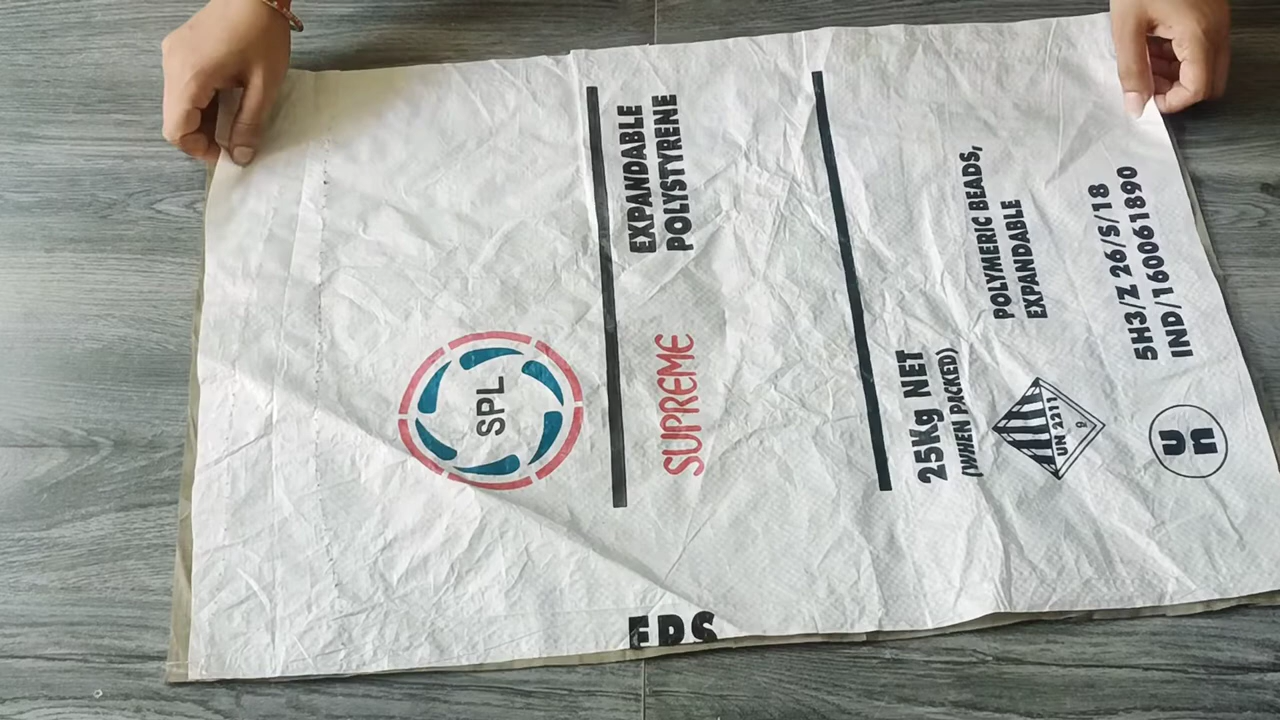 SPL
SUPREME
EXPANDABLE
POLYSTYRENE
EPS
25Kg NET
(WHEN PACKED)
POLYMERIC BEADS,
EXPANDABLE
UN 2211
9
un
5H3/Z 26/S/18
IND/160061890